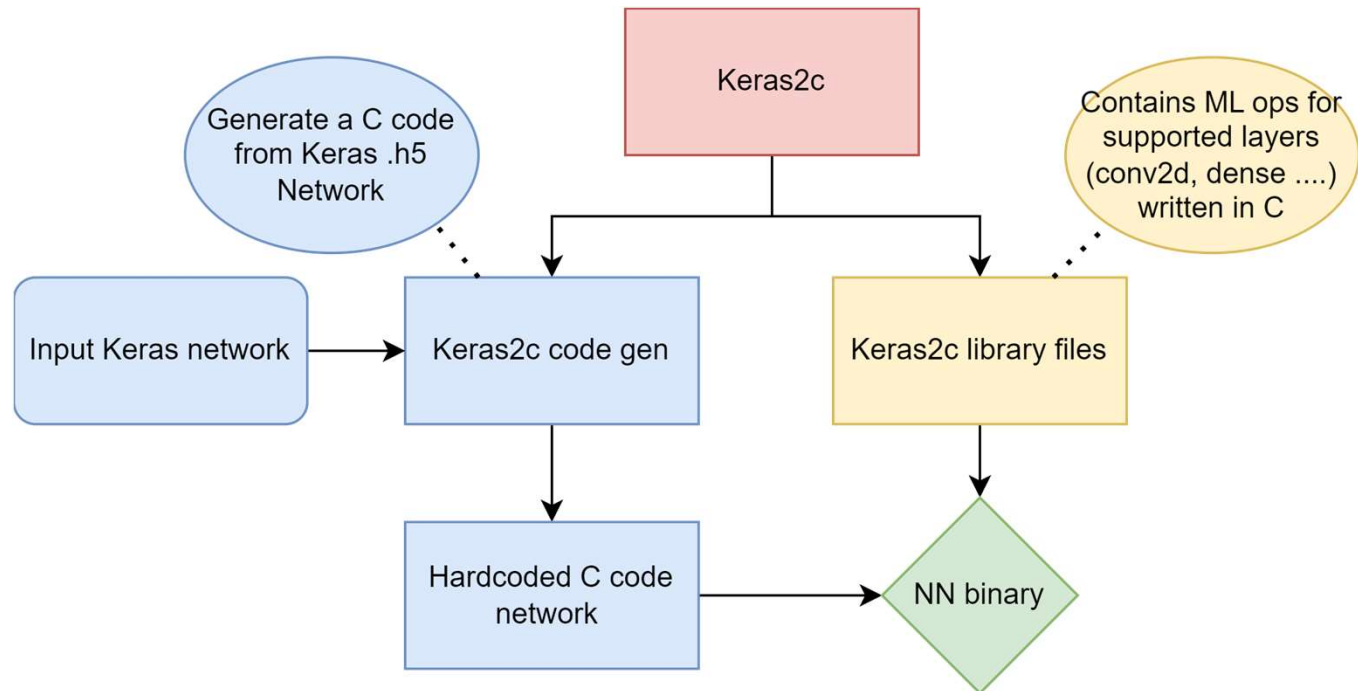 Keras2c
Generate a C code
from Keras .h5
Network
Contains ML ops for
supported layers
(conv2d, dense ....)
written in C
Input Keras network
Keras2c code gen
Keras2c library files
Hardcoded C code
network
NN binary